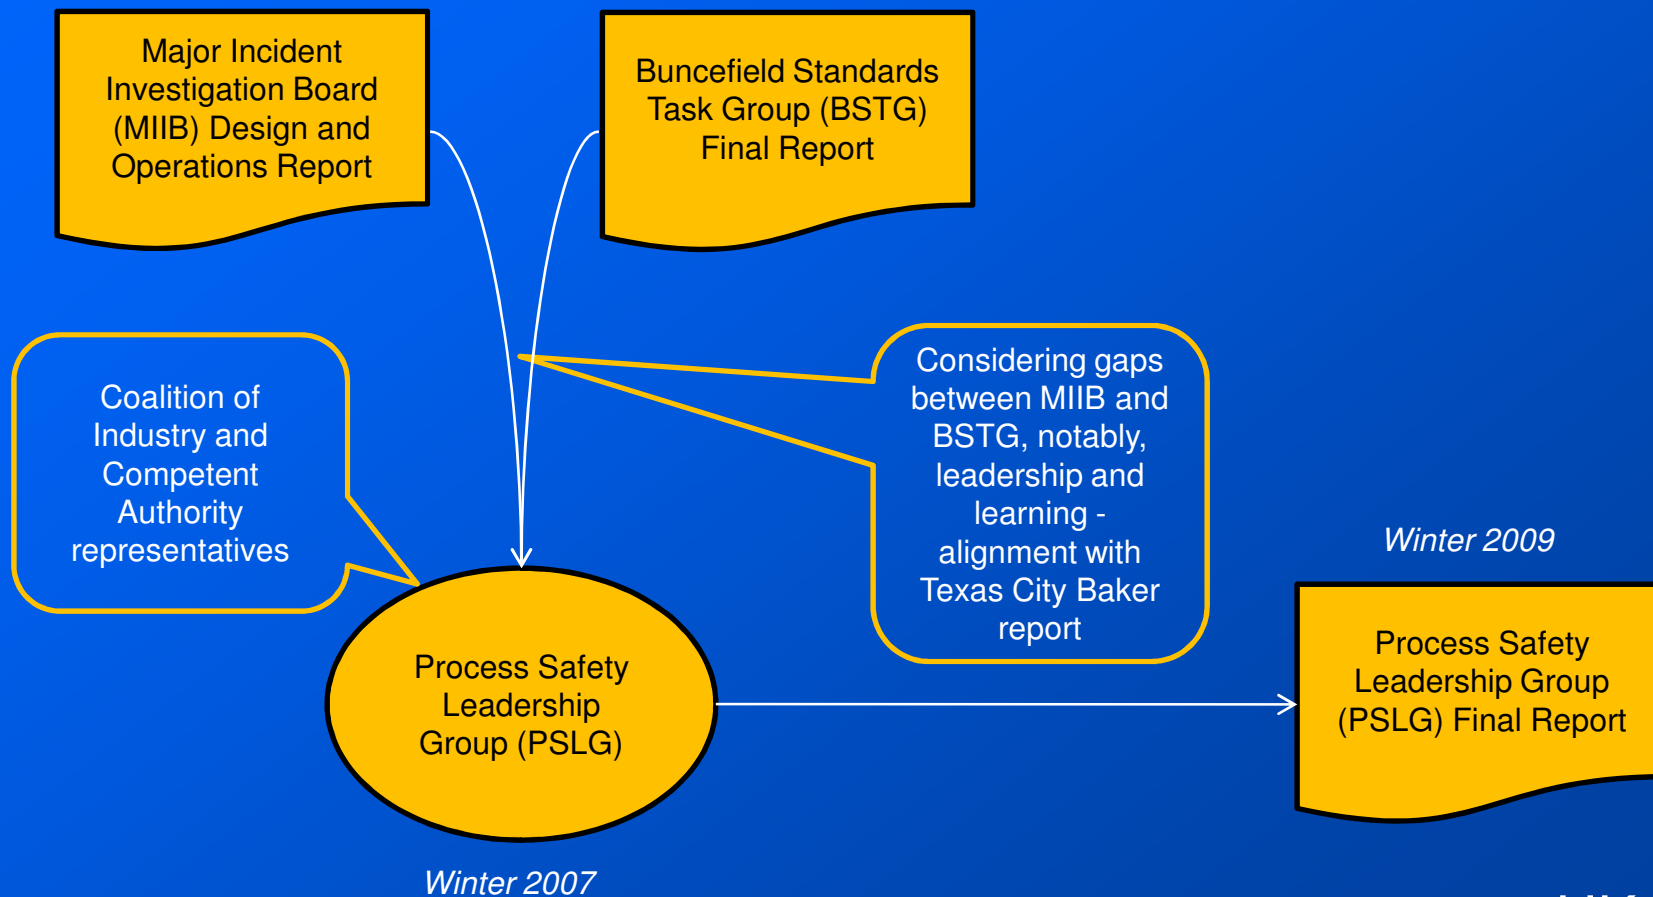 Major Incident
Investigation Board
(MIIB) Design and
Operations Report
Buncefield Standards
Task Group (BSTG)
Final Report
Coalition of
Industry and
Competent
Authority
representatives
Considering gaps
between MIIB and
BSTG, notably,
leadership and
learning -
alignment with
Texas City Baker
report
Winter 2009
Process Safety
Leadership Group
(PSLG) Final Report
Process Safety
Leadership
Group (PSLG)
Winter 2007